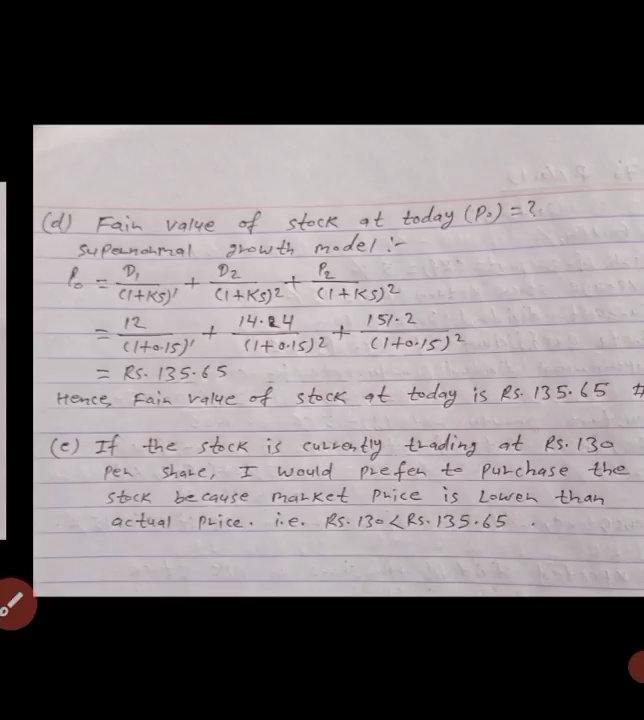 (d) Fair value of stock at today (P₀) = ?
Supernormal growth model :-
P₀ = D₁/(1+Ks)¹ + D₂/(1+Ks)² + P₂/(1+Ks)²
= 12/(1+0.15)¹ + 14.24/(1+0.15)² + 151.2/(1+0.15)²
= Rs. 135.65
Hence, Fair value of stock at today is Rs. 135.65 #
(e) If the stock is currently trading at Rs. 130
per share, I would prefer to purchase the
stock because market price is lower than
actual price. i.e. Rs. 130 < Rs. 135.65 .